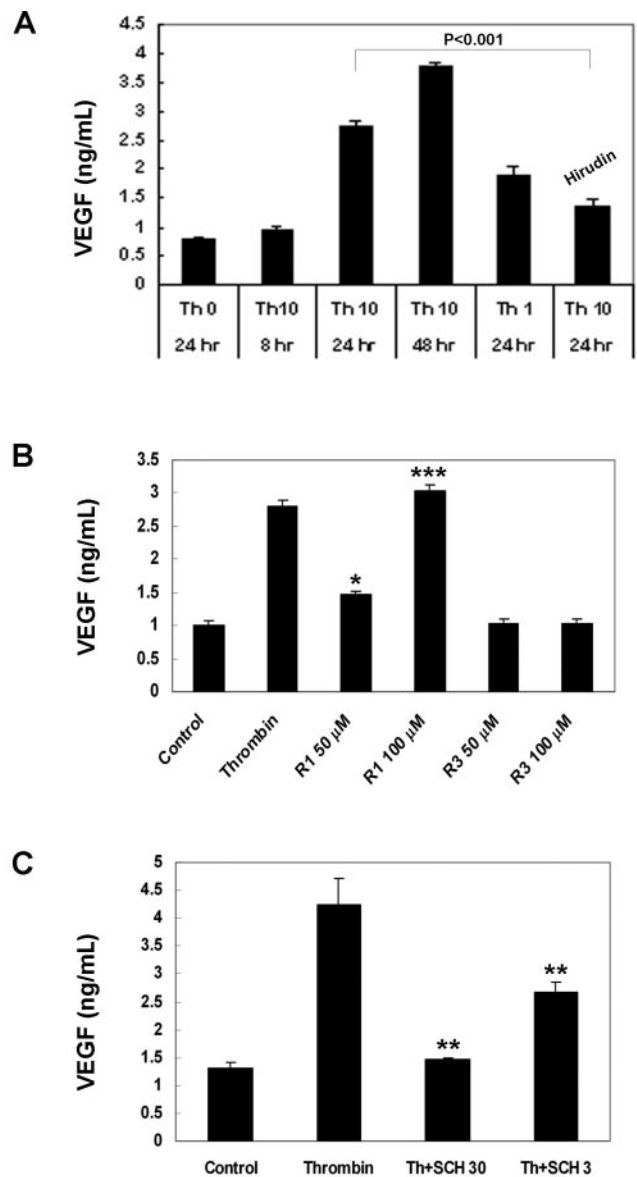 A
4.5
4
3.5
3
2.5
2
1.5
1
0.5
0
VEGF (ng/mL)
P<0.001
Hirudin
Th 0 Th10 Th 10 Th 10 Th 1 Th 10
24 hr 8 hr 24 hr 48 hr 24 hr 24 hr
B
3.5
3
2.5
2
1.5
1
0.5
0
VEGF (ng/mL)
*
***
Control
Thrombin
R1 50 µM
R1 100 µM
R3 50 µM
R3 100 µM
C
5
4.5
4
3.5
3
2.5
2
1.5
1
0.5
0
VEGF (ng/mL)
**
**
Control Thrombin Th+SCH 30 Th+SCH 3